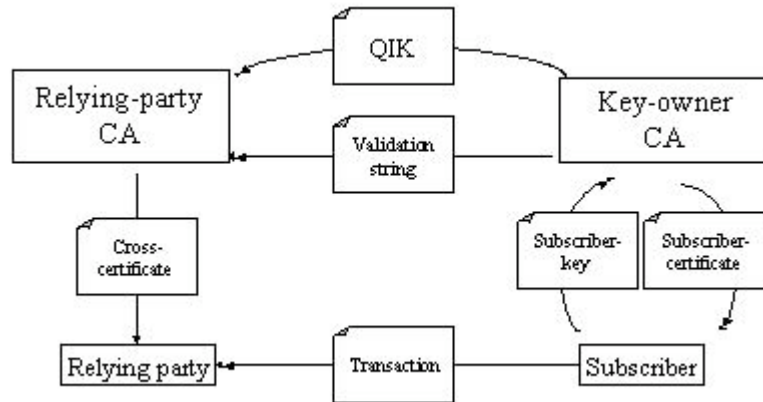 QIK
Relying-party
CA
Key-owner
CA
Validation
string
Cross-
certificate
Subscriber-
key
Subscriber-
certificate
Relying party
Transaction
Subscriber